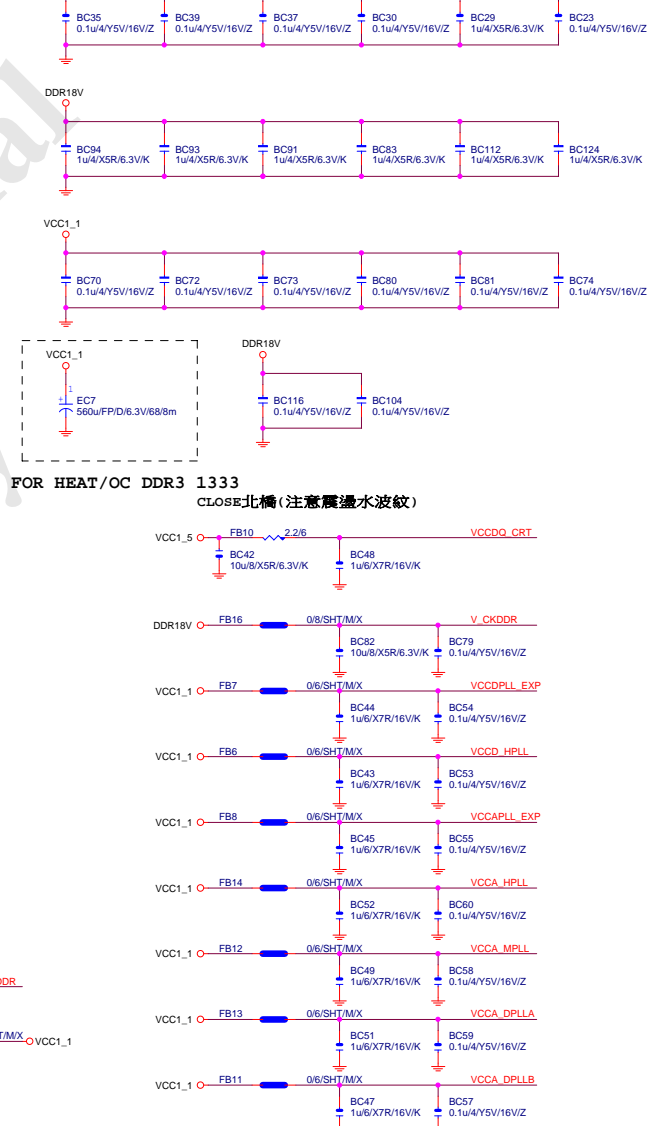 BC35 BC39 BC37 BC30 BC29 BC23
0.1u/4/Y5V/16V/Z 0.1u/4/Y5V/16V/Z 0.1u/4/Y5V/16V/Z 0.1u/4/Y5V/16V/Z 1u/4/X5R/6.3V/K 0.1u/4/Y5V/16V/Z
DDR18V
BC94 BC93 BC91 BC83 BC112 BC124
1u/4/X5R/6.3V/K 1u/4/X5R/6.3V/K 1u/4/X5R/6.3V/K 1u/4/X5R/6.3V/K 1u/4/X5R/6.3V/K 1u/4/X5R/6.3V/K
VCC1_1
BC70 BC72 BC73 BC80 BC81 BC74
0.1u/4/Y5V/16V/Z 0.1u/4/Y5V/16V/Z 0.1u/4/Y5V/16V/Z 0.1u/4/Y5V/16V/Z 0.1u/4/Y5V/16V/Z 0.1u/4/Y5V/16V/Z
VCC1_1
1
+
EC7
560u/FP/D/6.3V/68/8m
DDR18V
BC116 BC104
0.1u/4/Y5V/16V/Z 0.1u/4/Y5V/16V/Z
FOR HEAT/OC DDR3 1333
CLOSE北橋(注意震盪水波紋)
VCC1_5 FB10 2.2/6 VCCDQ_CRT
BC42 BC48
10u/8/X5R/6.3V/K 1u/6/X7R/16V/K
DDR18V FB16 0/8/SHT/M/X V_CKDDR
BC82 BC79
10u/8/X5R/6.3V/K 0.1u/4/Y5V/16V/Z
VCC1_1 FB7 0/6/SHT/M/X VCCDPLL_EXP
BC44 BC54
1u/6/X7R/16V/K 0.1u/4/Y5V/16V/Z
VCC1_1 FB6 0/6/SHT/M/X VCCD_HPLL
BC43 BC53
1u/6/X7R/16V/K 0.1u/4/Y5V/16V/Z
VCC1_1 FB8 0/6/SHT/M/X VCCAPLL_EXP
BC45 BC55
1u/6/X7R/16V/K 0.1u/4/Y5V/16V/Z
VCC1_1 FB14 0/6/SHT/M/X VCCA_HPLL
BC52 BC60
1u/6/X7R/16V/K 0.1u/4/Y5V/16V/Z
VCC1_1 FB12 0/6/SHT/M/X VCCA_MPLL
BC49 BC58
1u/6/X7R/16V/K 0.1u/4/Y5V/16V/Z
DDR
VCC1_1 FB13 0/6/SHT/M/X VCCA_DPLLA
T/M/X VCC1_1
BC51 BC59
1u/6/X7R/16V/K 0.1u/4/Y5V/16V/Z
VCC1_1 FB11 0/6/SHT/M/X VCCA_DPLLB
BC47 BC57
1u/6/X7R/16V/K 0.1u/4/Y5V/16V/Z